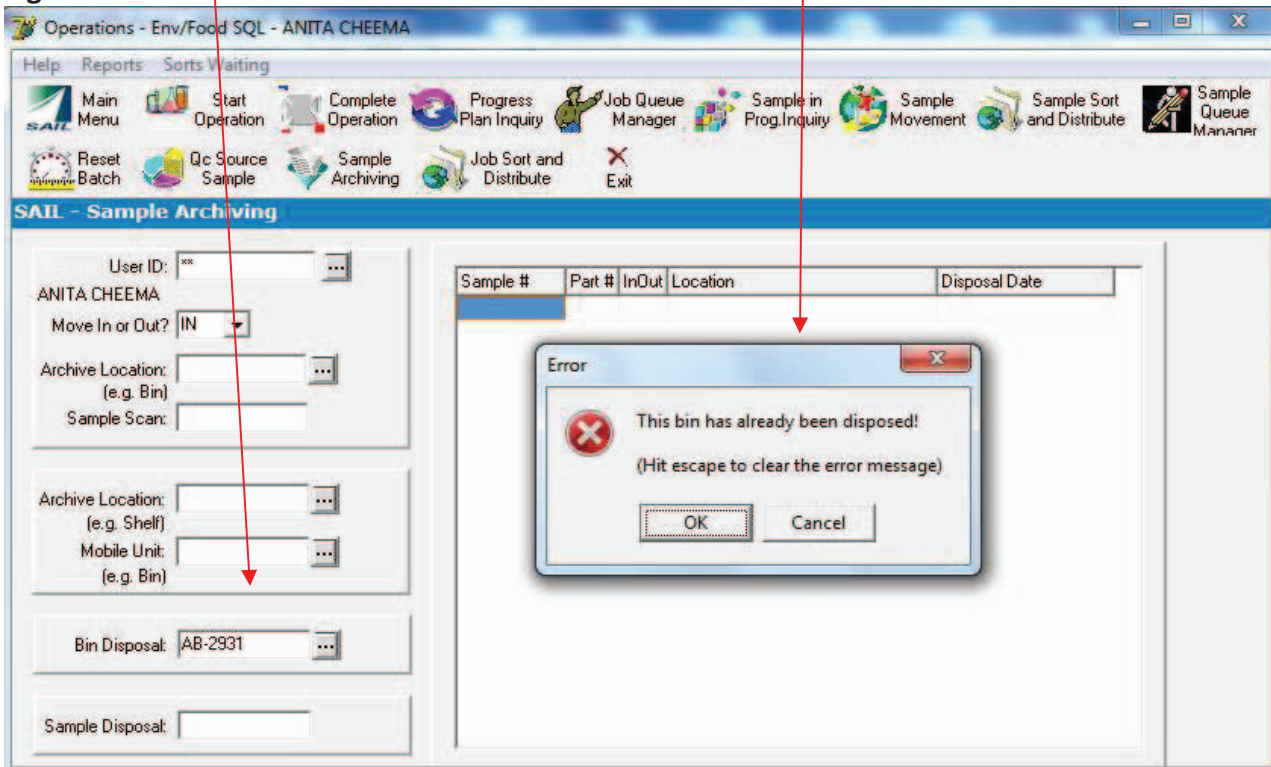 Operations - Env/Food SQL - ANITA CHEEMA
Help Reports Sorts Waiting
SAIL
Main Menu
Start Operation
Complete Operation
Progress Plan Inquiry
Job Queue Manager
Sample in Prog.Inquiry
Sample Movement
Sample Sort and Distribute
Sample Queue Manager
Reset Batch
Qc Source Sample
Sample Archiving
Job Sort and Distribute
Exit
SAIL - Sample Archiving
User ID: **
ANITA CHEEMA
Move In or Out? IN
Archive Location:
(e.g. Bin)
Sample Scan:
Archive Location:
(e.g. Shelf)
Mobile Unit:
(e.g. Bin)
Bin Disposal: AB-2931
Sample Disposal:
Sample # Part # InOut Location Disposal Date
Error
This bin has already been disposed!
(Hit escape to clear the error message)
OK Cancel